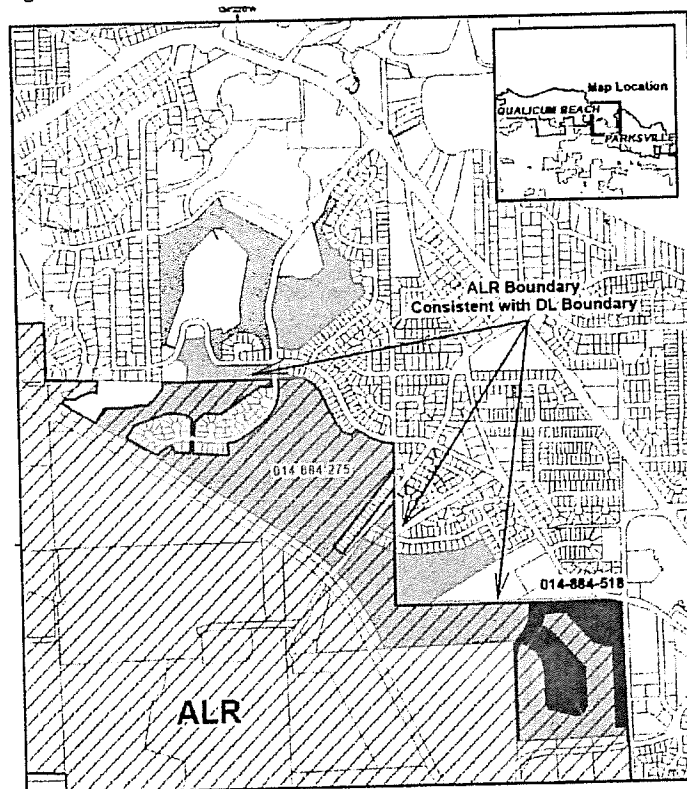 Map Location
QUALICUM BEACH
PARKSVILLE
ALR Boundary
Consistent with DL Boundary
014-884-275
014-884-518
ALR